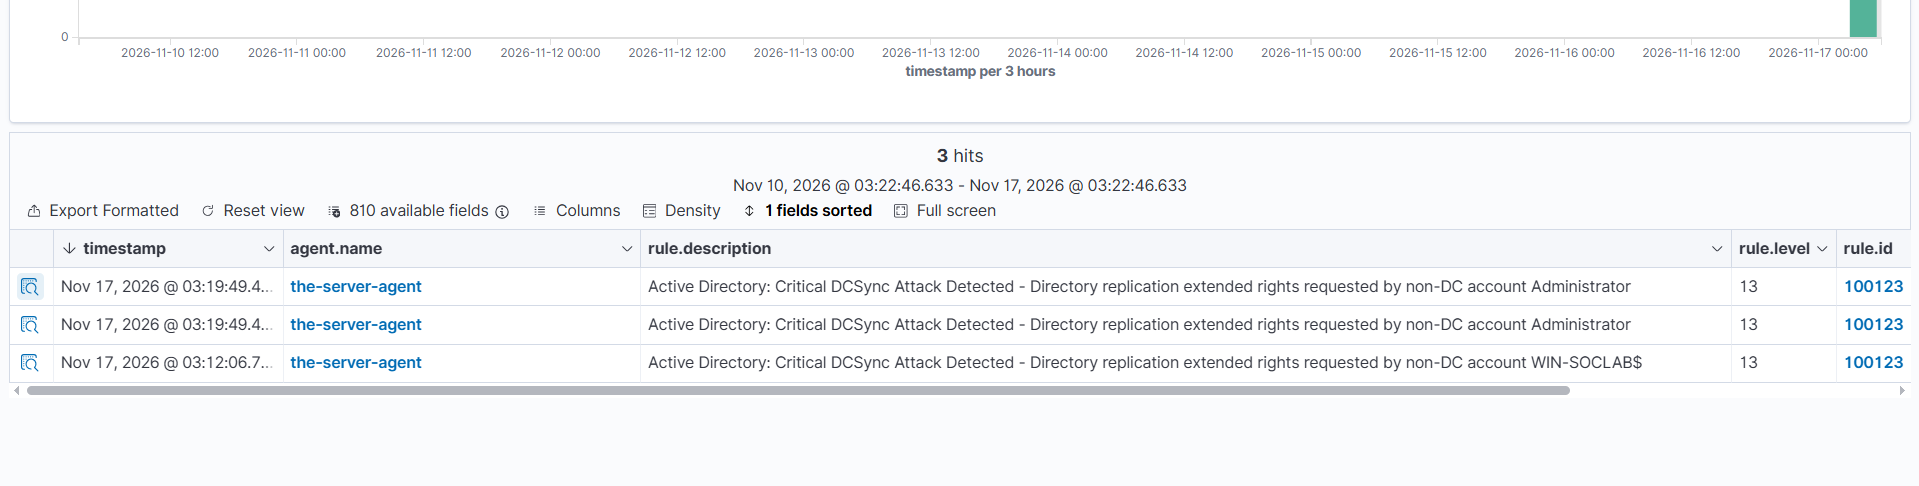 0
2026-11-10 12:00 2026-11-11 00:00 2026-11-11 12:00 2026-11-12 00:00 2026-11-12 12:00 2026-11-13 00:00 2026-11-13 12:00 2026-11-14 00:00 2026-11-14 12:00 2026-11-15 00:00 2026-11-15 12:00 2026-11-16 00:00 2026-11-16 12:00 2026-11-17 00:00
timestamp per 3 hours
3 hits
Nov 10, 2026 @ 03:22:46.633 - Nov 17, 2026 @ 03:22:46.633
Export Formatted Reset view 810 available fields Columns Density 1 fields sorted Full screen
timestamp agent.name rule.description rule.level rule.id
Nov 17, 2026 @ 03:19:49.4... the-server-agent Active Directory: Critical DCSync Attack Detected - Directory replication extended rights requested by non-DC account Administrator 13 100123
Nov 17, 2026 @ 03:19:49.4... the-server-agent Active Directory: Critical DCSync Attack Detected - Directory replication extended rights requested by non-DC account Administrator 13 100123
Nov 17, 2026 @ 03:12:06.7... the-server-agent Active Directory: Critical DCSync Attack Detected - Directory replication extended rights requested by non-DC account WIN-SOCLAB$ 13 100123